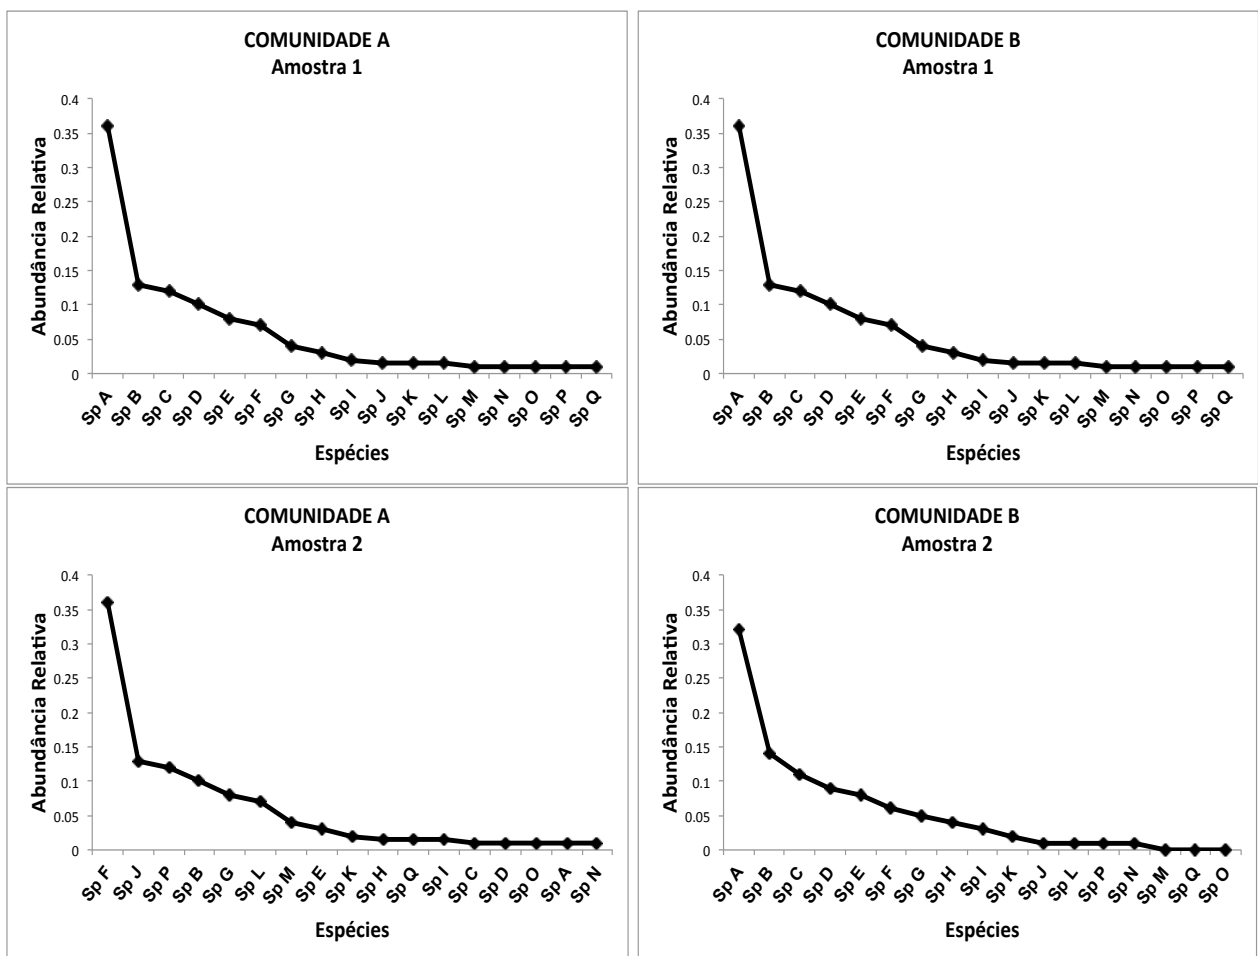 COMUNIDADE A
Amostra 1
Abundância Relativa
0.4
0.35
0.3
0.25
0.2
0.15
0.1
0.05
0
Sp A Sp B Sp C Sp D Sp E Sp F Sp G Sp H Sp I Sp J Sp K Sp L Sp M Sp N Sp O Sp P Sp Q
Espécies
COMUNIDADE B
Amostra 1
Abundância Relativa
0.4
0.35
0.3
0.25
0.2
0.15
0.1
0.05
0
Sp A Sp B Sp C Sp D Sp E Sp F Sp G Sp H Sp I Sp J Sp K Sp L Sp M Sp N Sp O Sp P Sp Q
Espécies
COMUNIDADE A
Amostra 2
Abundância Relativa
0.4
0.35
0.3
0.25
0.2
0.15
0.1
0.05
0
Sp F Sp J Sp P Sp B Sp G Sp L Sp M Sp E Sp K Sp H Sp Q Sp I Sp C Sp D Sp O Sp A Sp N
Espécies
COMUNIDADE B
Amostra 2
Abundância Relativa
0.4
0.35
0.3
0.25
0.2
0.15
0.1
0.05
0
Sp A Sp B Sp C Sp D Sp E Sp F Sp G Sp H Sp I Sp K Sp J Sp L Sp P Sp N Sp M Sp Q Sp O
Espécies